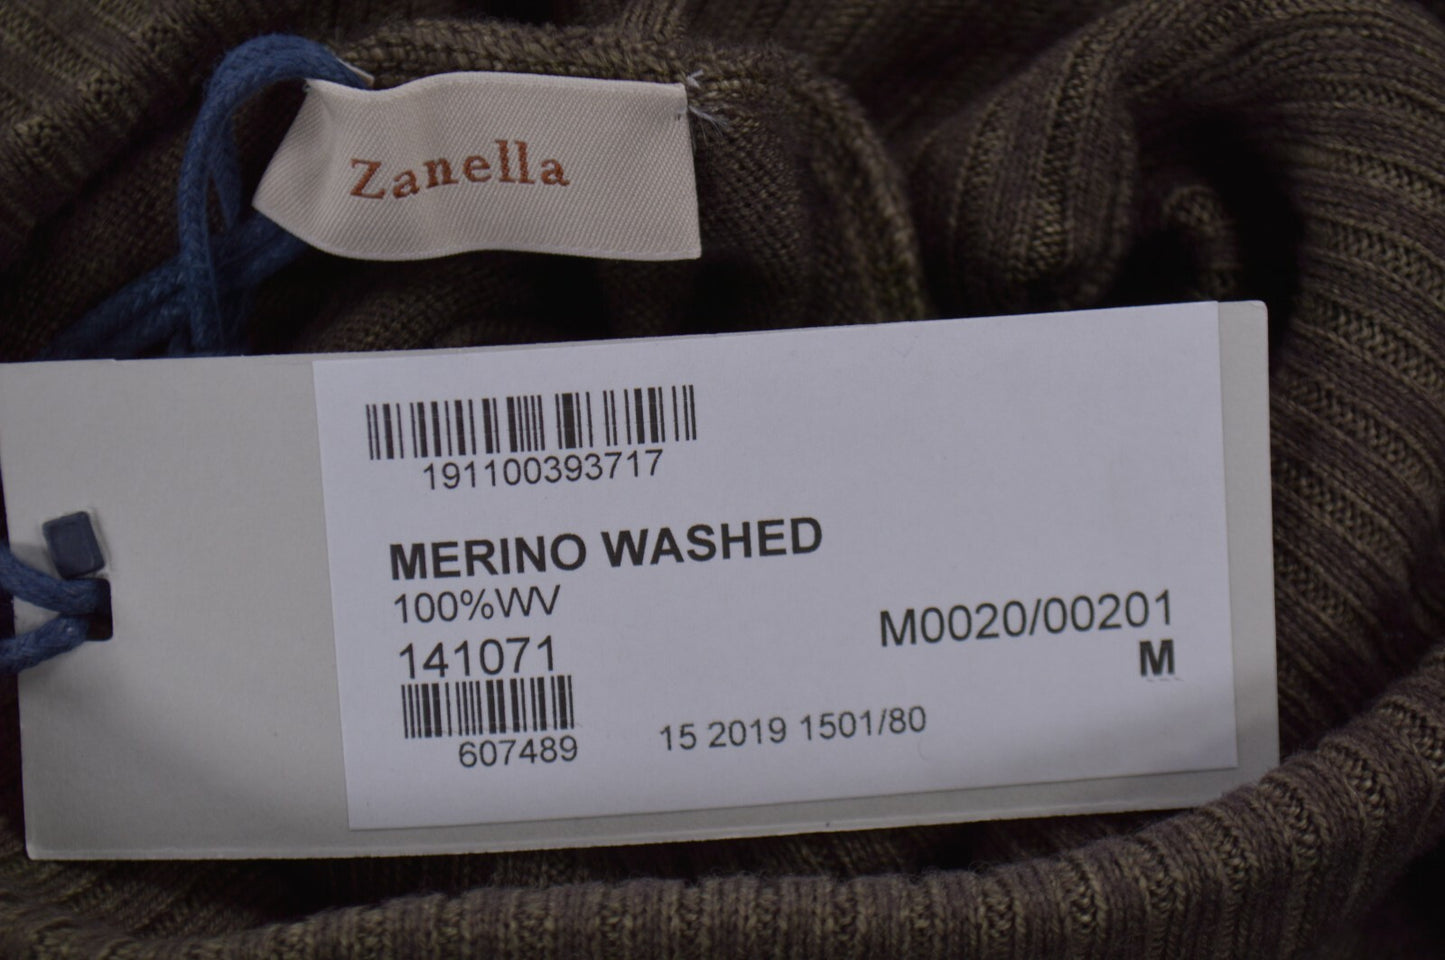 Zanella
191100393717
MERINO WASHED
100%WV
141071
M0020/00201
M
607489
15 2019 1501/80